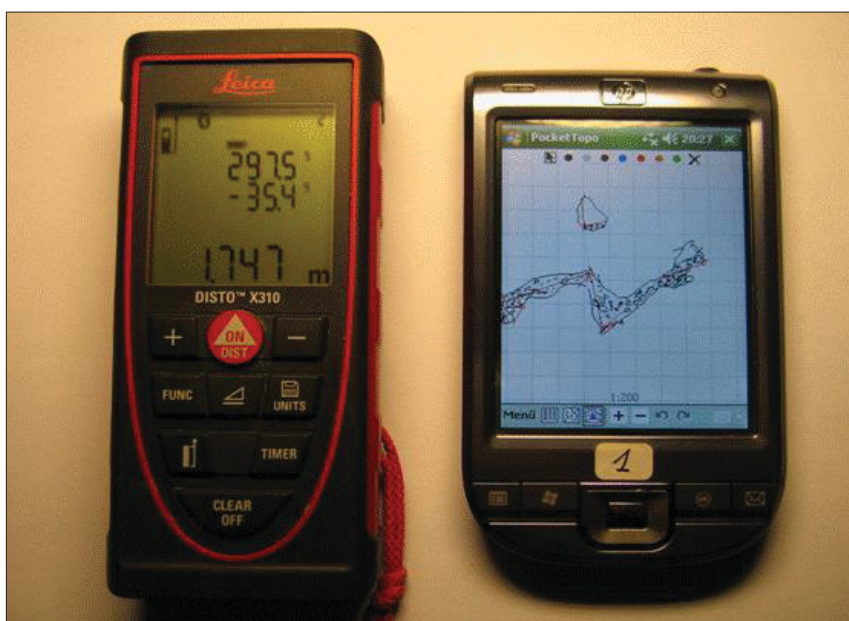 Leica
297.5 g
-35.4 g
1.747 m
DISTO™ X310
+ ON DIST -
FUNC UNITS
TIMER
CLEAR OFF
hp
PocketTopo 20:27
1:200
Menü
1